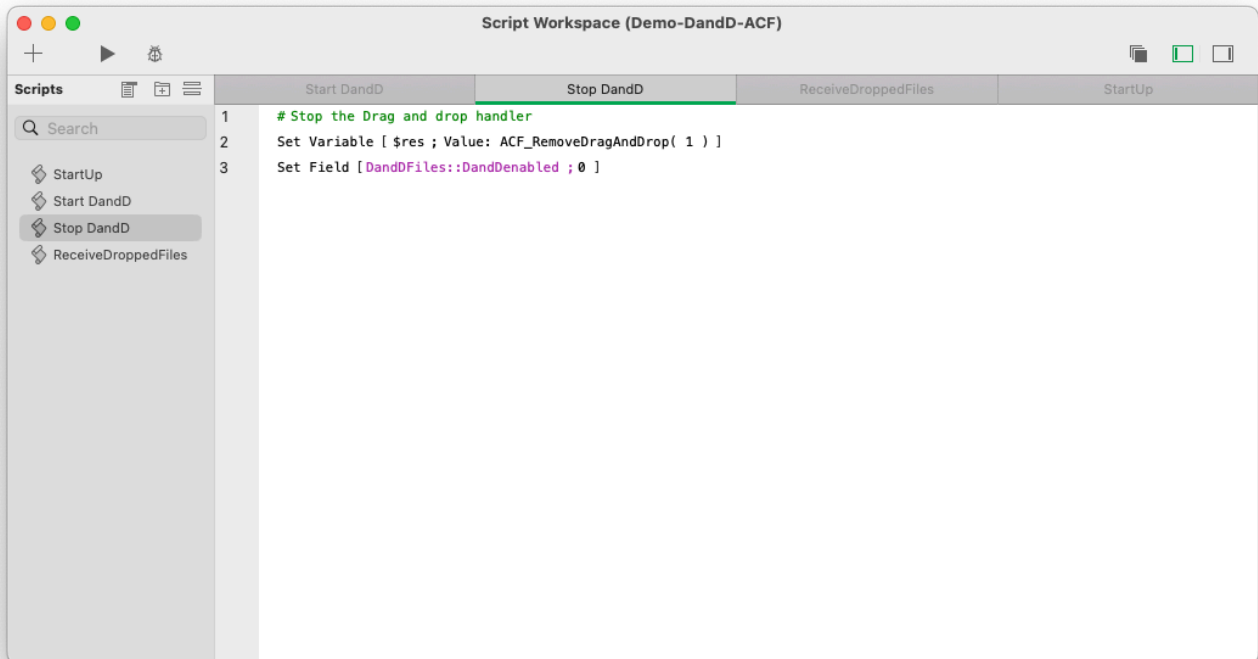 Script Workspace (Demo-DandD-ACF)
Scripts
Start DandD
Stop DandD
ReceiveDroppedFiles
StartUp
Search
StartUp
Start DandD
Stop DandD
ReceiveDroppedFiles
1 # Stop the Drag and drop handler
2 Set Variable [ $res ; Value: ACF_RemoveDragAndDrop( 1 ) ]
3 Set Field [ DandDFiles::DandDenabled ; 0 ]